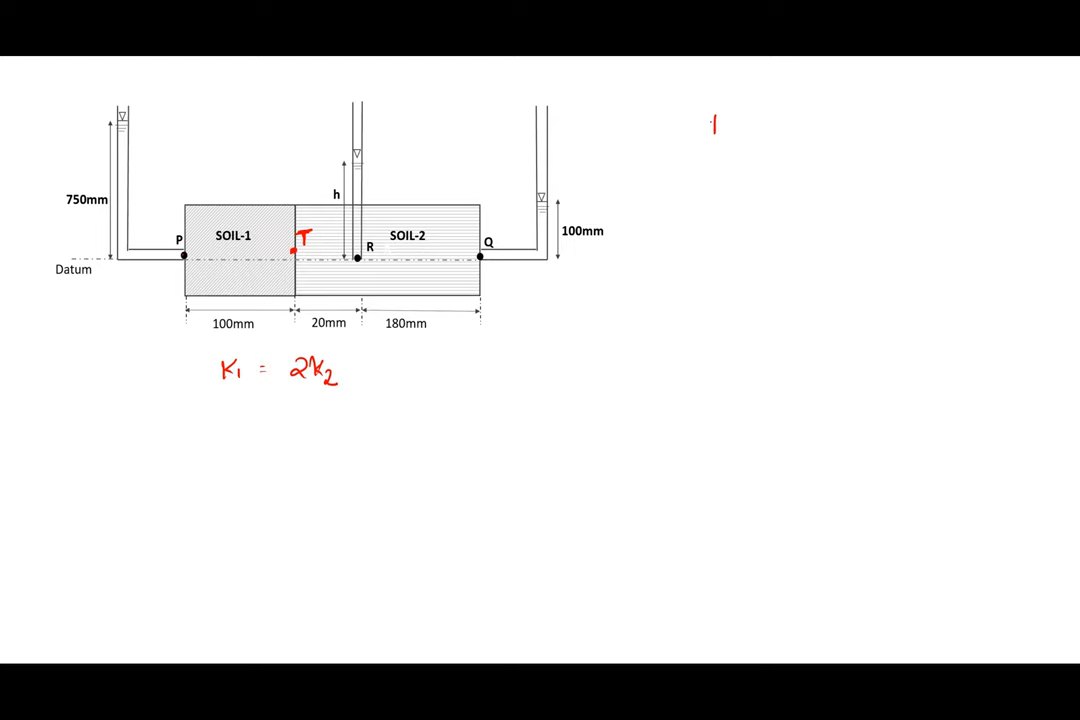 h
750mm
P
SOIL-1
T
R
SOIL-2
Q
100mm
Datum
100mm
20mm
180mm
K₁ = 2K₂